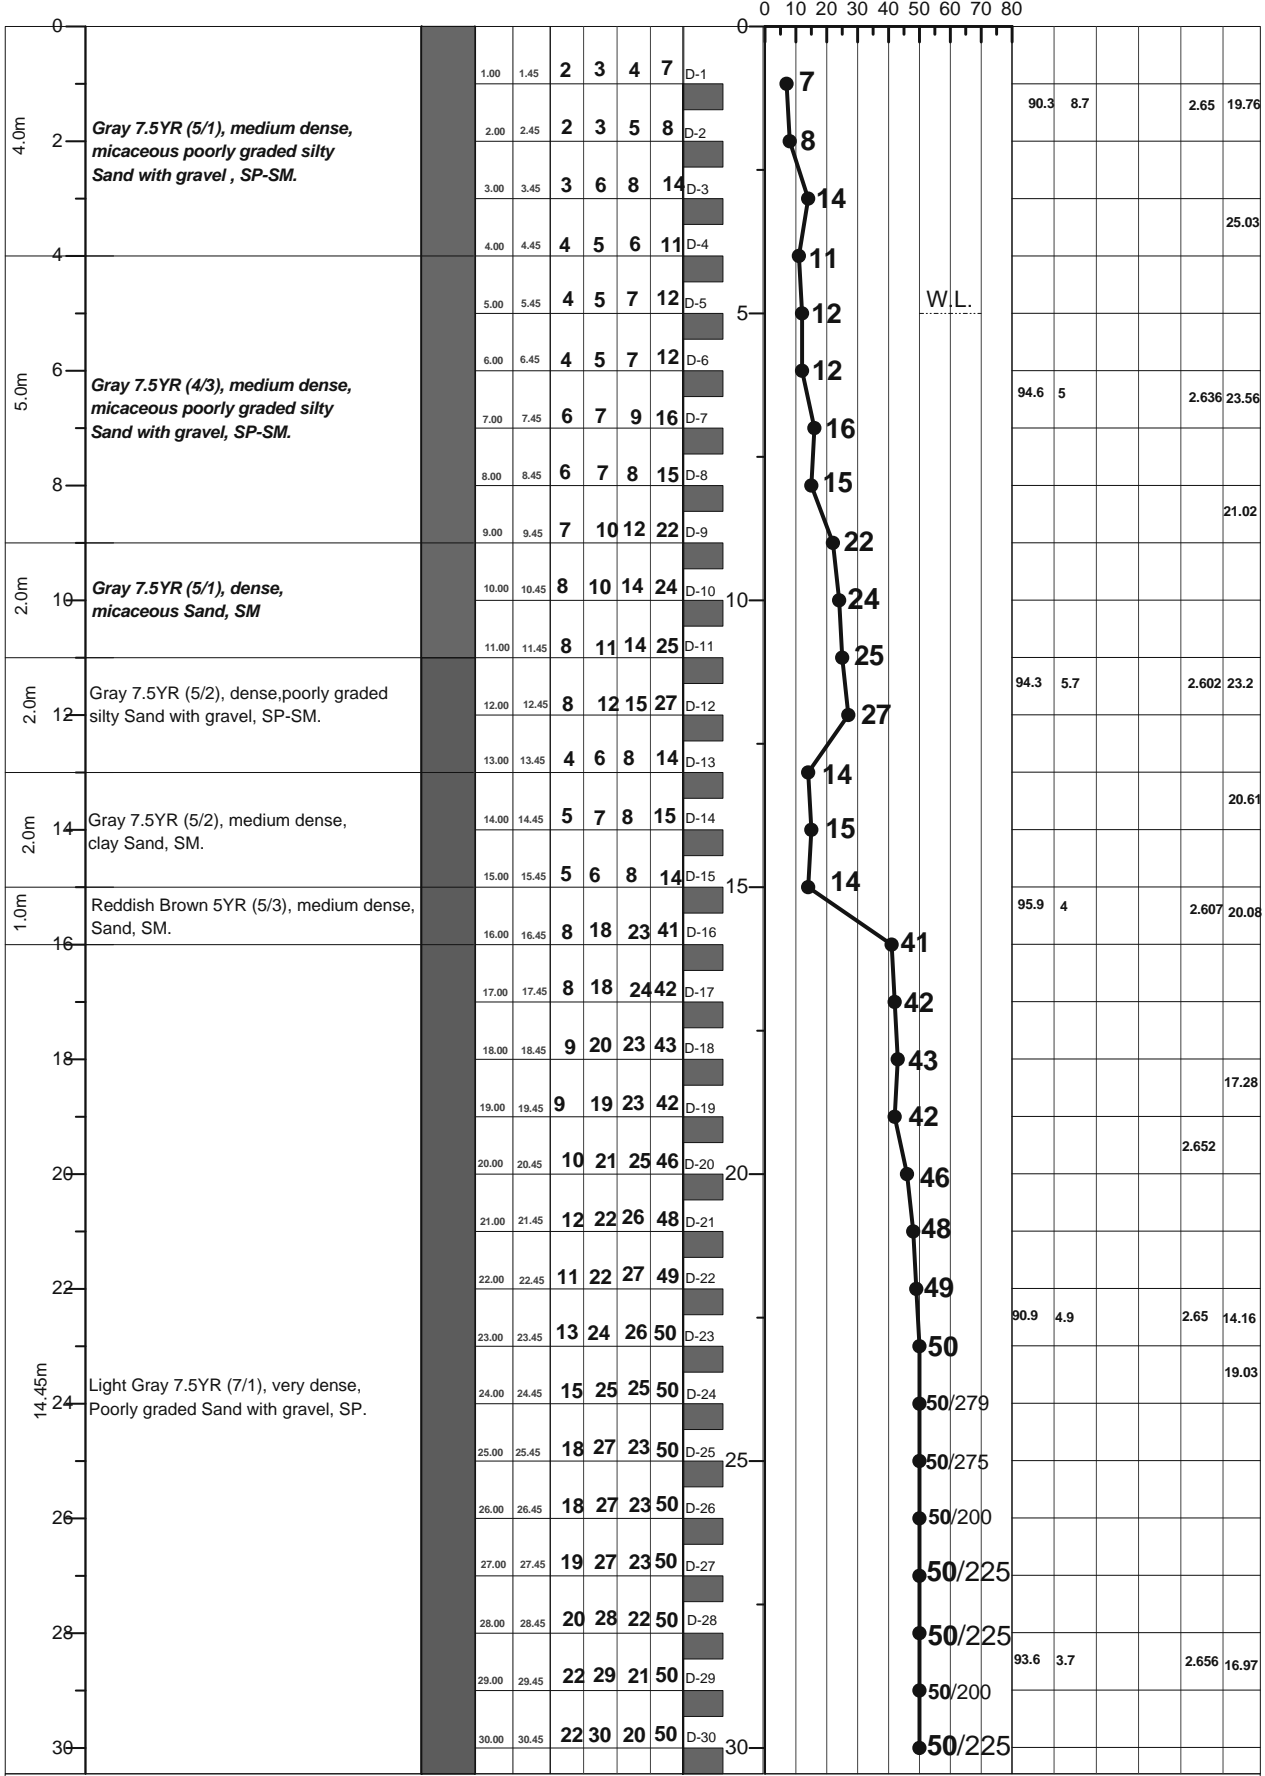 0 10 20 30 40 50 60 70 80
0 0
1.00 1.45 2 3 4 7 D-1 7
90.3 8.7 2.65 19.76
4.0m
Gray 7.5YR (5/1), medium dense,
micaceous poorly graded silty
Sand with gravel , SP-SM.
2 2.00 2.45 2 3 5 8 D-2 8
3.00 3.45 3 6 8 14 D-3 14
25.03
4 4.00 4.45 4 5 6 11 D-4 11
W.L.
5.00 5.45 4 5 7 12 D-5 5 12
6 6.00 6.45 4 5 7 12 D-6 12
5.0m
Gray 7.5YR (4/3), medium dense,
micaceous poorly graded silty
Sand with gravel, SP-SM.
94.6 5 2.636 23.56
7.00 7.45 6 7 9 16 D-7 16
8 8.00 8.45 6 7 8 15 D-8 15
21.02
9.00 9.45 7 10 12 22 D-9 22
2.0m
Gray 7.5YR (5/1), dense,
micaceous Sand, SM
10 10.00 10.45 8 10 14 24 D-10 10 24
11.00 11.45 8 11 14 25 D-11 25
94.3 5.7 2.602 23.2
2.0m
Gray 7.5YR (5/2), dense,poorly graded
silty Sand with gravel, SP-SM.
12 12.00 12.45 8 12 15 27 D-12 27
13.00 13.45 4 6 8 14 D-13 14
20.61
2.0m
Gray 7.5YR (5/2), medium dense,
clay Sand, SM.
14 14.00 14.45 5 7 8 15 D-14 15
15.00 15.45 5 6 8 14 D-15 15 14
95.9 4 2.607 20.08
1.0m
Reddish Brown 5YR (5/3), medium dense,
Sand, SM.
16 16.00 16.45 8 18 23 41 D-16 41
17.00 17.45 8 18 24 42 D-17 42
18 18.00 18.45 9 20 23 43 D-18 43
17.28
19.00 19.45 9 19 23 42 D-19 42
2.652
20 20.00 20.45 10 21 25 46 D-20 20 46
21.00 21.45 12 22 26 48 D-21 48
22 22.00 22.45 11 22 27 49 D-22 49
90.9 4.9 2.65 14.16
23.00 23.45 13 24 26 50 D-23 50
19.03
14.45m
Light Gray 7.5YR (7/1), very dense,
Poorly graded Sand with gravel, SP.
24 24.00 24.45 15 25 25 50 D-24 50/279
25.00 25.45 18 27 23 50 D-25 25 50/275
26 26.00 26.45 18 27 23 50 D-26 50/200
27.00 27.45 19 27 23 50 D-27 50/225
28 28.00 28.45 20 28 22 50 D-28 50/225
93.6 3.7 2.656 16.97
29.00 29.45 22 29 21 50 D-29 50/200
30 30.00 30.45 22 30 20 50 D-30 30 50/225